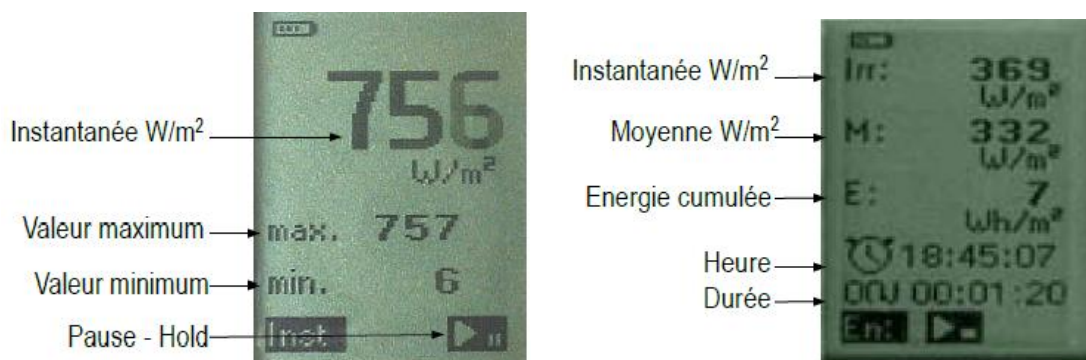 Instantanée W/m²
756
W/m²
Valeur maximum
max. 757
Valeur minimum
min. 6
Pause - Hold
Inst
Instantanée W/m²
Irr: 369
W/m²
Moyenne W/m²
M: 332
W/m²
Energie cumulée
E: 7
Wh/m²
Heure
18:45:07
Durée
00:01:20
En: